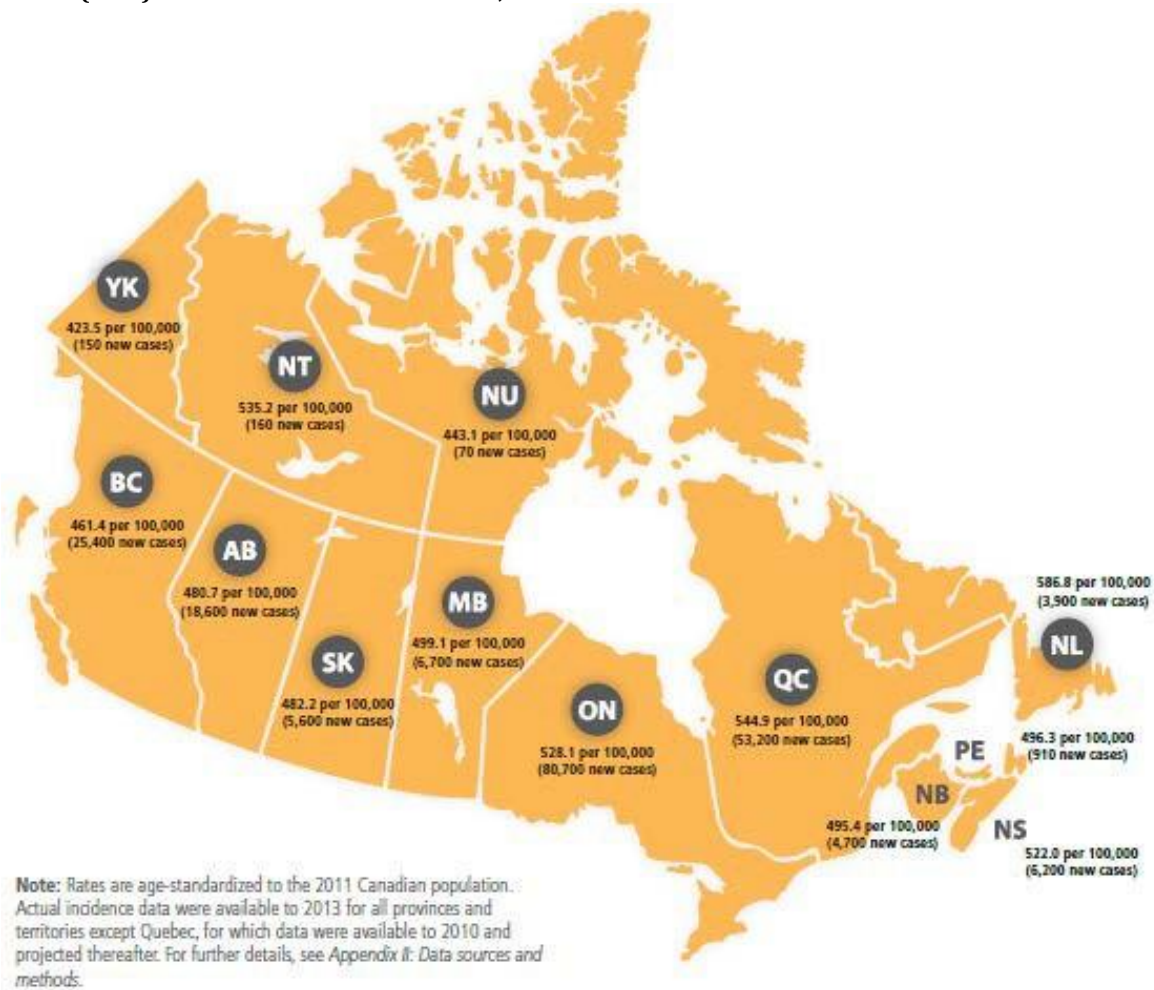 YK
423.5 per 100,000
(150 new cases)
NT
535.2 per 100,000
(160 new cases)
NU
443.1 per 100,000
(70 new cases)
BC
461.4 per 100,000
(25,400 new cases)
AB
480.7 per 100,000
(18,600 new cases)
SK
482.2 per 100,000
(5,600 new cases)
MB
499.1 per 100,000
(6,700 new cases)
ON
528.1 per 100,000
(80,700 new cases)
QC
544.9 per 100,000
(53,200 new cases)
586.8 per 100,000
(3,900 new cases)
NL
496.3 per 100,000
(910 new cases)
PE
NB
495.4 per 100,000
(4,700 new cases)
NS
522.0 per 100,000
(6,200 new cases)
Note: Rates are age-standardized to the 2011 Canadian population.
Actual incidence data were available to 2013 for all provinces and
territories except Quebec, for which data were available to 2010 and
projected thereafter. For further details, see Appendix II: Data sources and
methods.